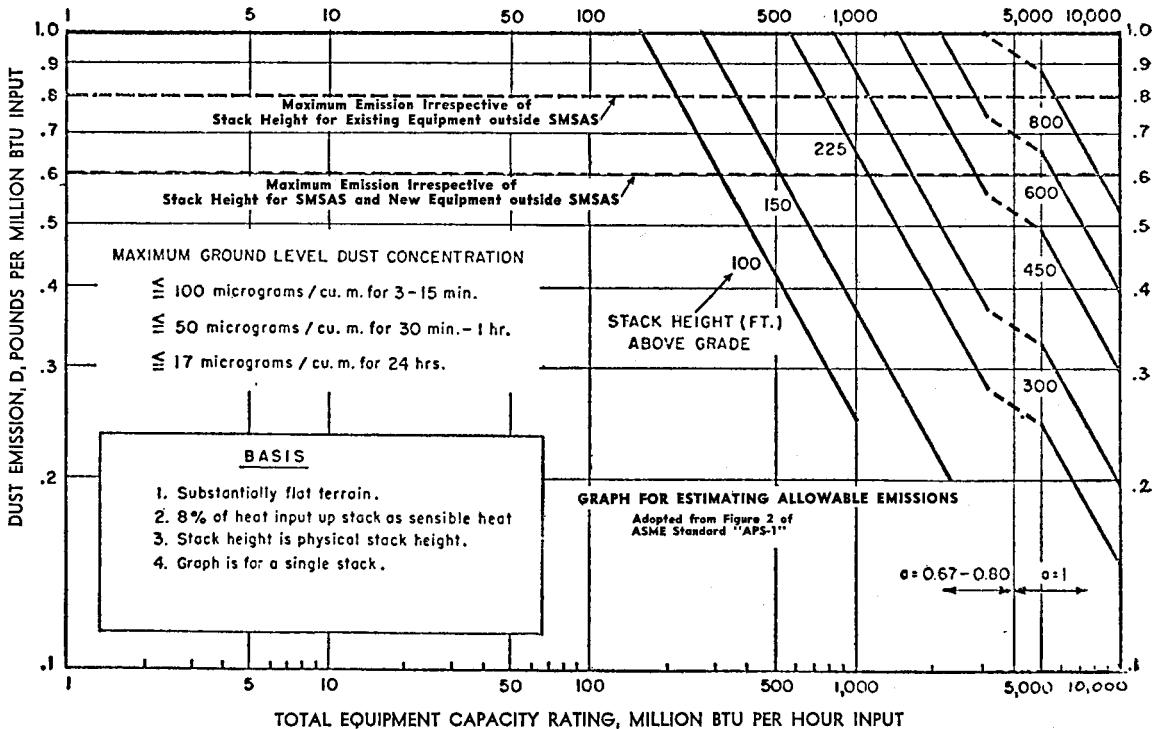 1 5 10 50 100 500 1,000 5,000 10,000
1.0 1.0
.9 .9
.8 .8
.7 .7
.6 .6
.5 .5
.4 .4
.3 .3
.2 .2
.1 .1
DUST EMISSION, D, POUNDS PER MILLION BTU INPUT
Maximum Emission Irrespective of
Stack Height for Existing Equipment outside SMSAS
Maximum Emission Irrespective of
Stack Height for SMSAS and New Equipment outside SMSAS
MAXIMUM GROUND LEVEL DUST CONCENTRATION
≦ 100 micrograms / cu. m. for 3-15 min.
≦ 50 micrograms / cu. m. for 30 min. - 1 hr.
≦ 17 micrograms / cu. m. for 24 hrs.
100
150
225
300
450
600
800
STACK HEIGHT (FT.)
ABOVE GRADE
BASIS
1. Substantially flat terrain.
2. 8% of heat input up stack as sensible heat
3. Stack height is physical stack height.
4. Graph is for a single stack.
GRAPH FOR ESTIMATING ALLOWABLE EMISSIONS
Adopted from Figure 2 of
ASME Standard "APS-1"
a=0.67-0.80 a=1
1 5 10 50 100 500 1,000 5,000 10,000
TOTAL EQUIPMENT CAPACITY RATING, MILLION BTU PER HOUR INPUT